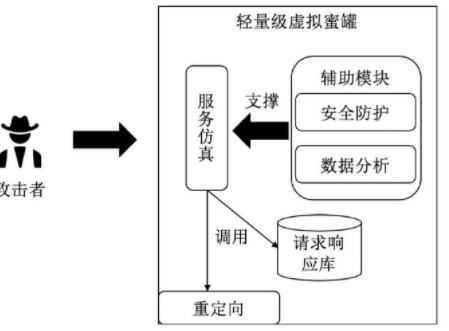 轻量级虚拟蜜罐
辅助模块
安全防护
数据分析
支撑
服务仿真
攻击者
调用
请求响
应库
重定向